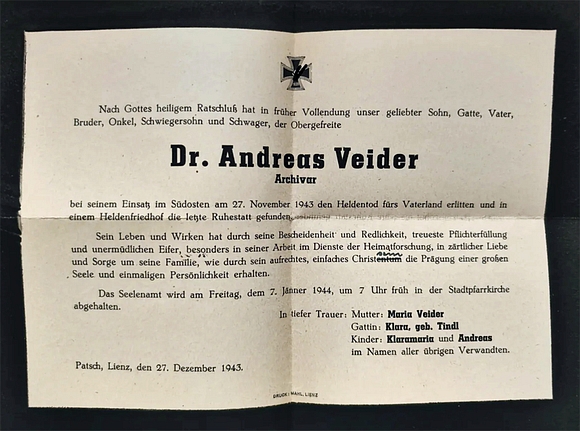 Nach Gottes heiligem Ratschluß hat in früher Vollendung unser geliebter Sohn, Gatte, Vater,
Bruder, Onkel, Schwiegersohn und Schwager, der Obergefreite
Dr. Andreas Veider
Archivar
bei seinem Einsatz im Südosten am 27. November 1943 den Heldentod fürs Vaterland erlitten und in
einem Heldenfriedhof die letzte Ruhestatt gefunden.
Sein Leben und Wirken hat durch seine Bescheidenheit und Redlichkeit, treueste Pflichterfüllung
und unermüdlichen Eifer, besonders in seiner Arbeit im Dienste der Heimatforschung, in zärtlicher Liebe
und Sorge um seine Familie, wie durch sein aufrechtes, einfaches Christentum die Prägung einer großen
Seele und einmaligen Persönlichkeit erhalten.
Das Seelenamt wird am Freitag, dem 7. Jänner 1944, um 7 Uhr früh in der Stadtpfarrkirche
abgehalten.
In tiefer Trauer: Mutter: Maria Veider
Gattin: Klara, geb. Tindl
Kinder: Klaramaria und Andreas
im Namen aller übrigen Verwandten.
Patsch, Lienz, den 27. Dezember 1943.
DRUCK: MAHL, LIENZ